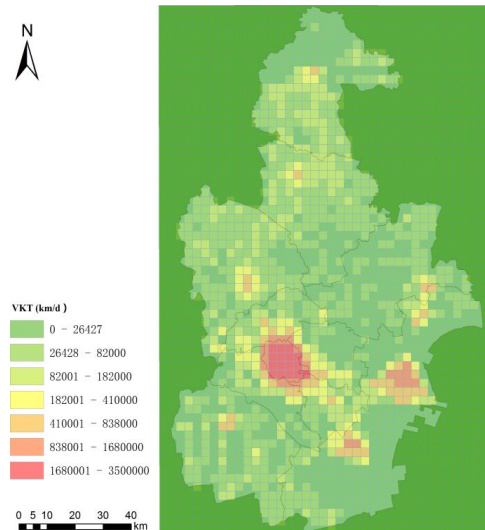 N
VKT (km/d )
0 - 26427
26428 - 82000
82001 - 182000
182001 - 410000
410001 - 838000
838001 - 1680000
1680001 - 3500000
0 5 10 20 30 40
km